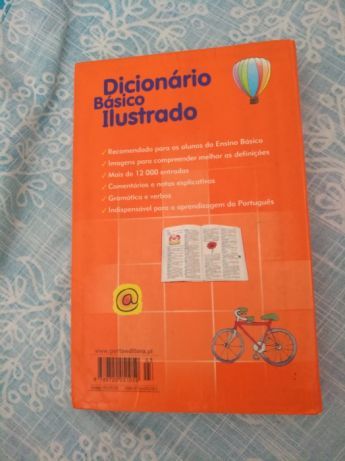 Dicionário
Básico
Ilustrado
✓ Recomendado para os alunos do Ensino Básico
✓ Imagens para compreender melhor as definições
✓ Mais de 12 000 entradas
✓ Comentários e notas explicativas
✓ Gramática e verbos
✓ Indispensável para a aprendizagem do Português
@
www.portoeditora.pt